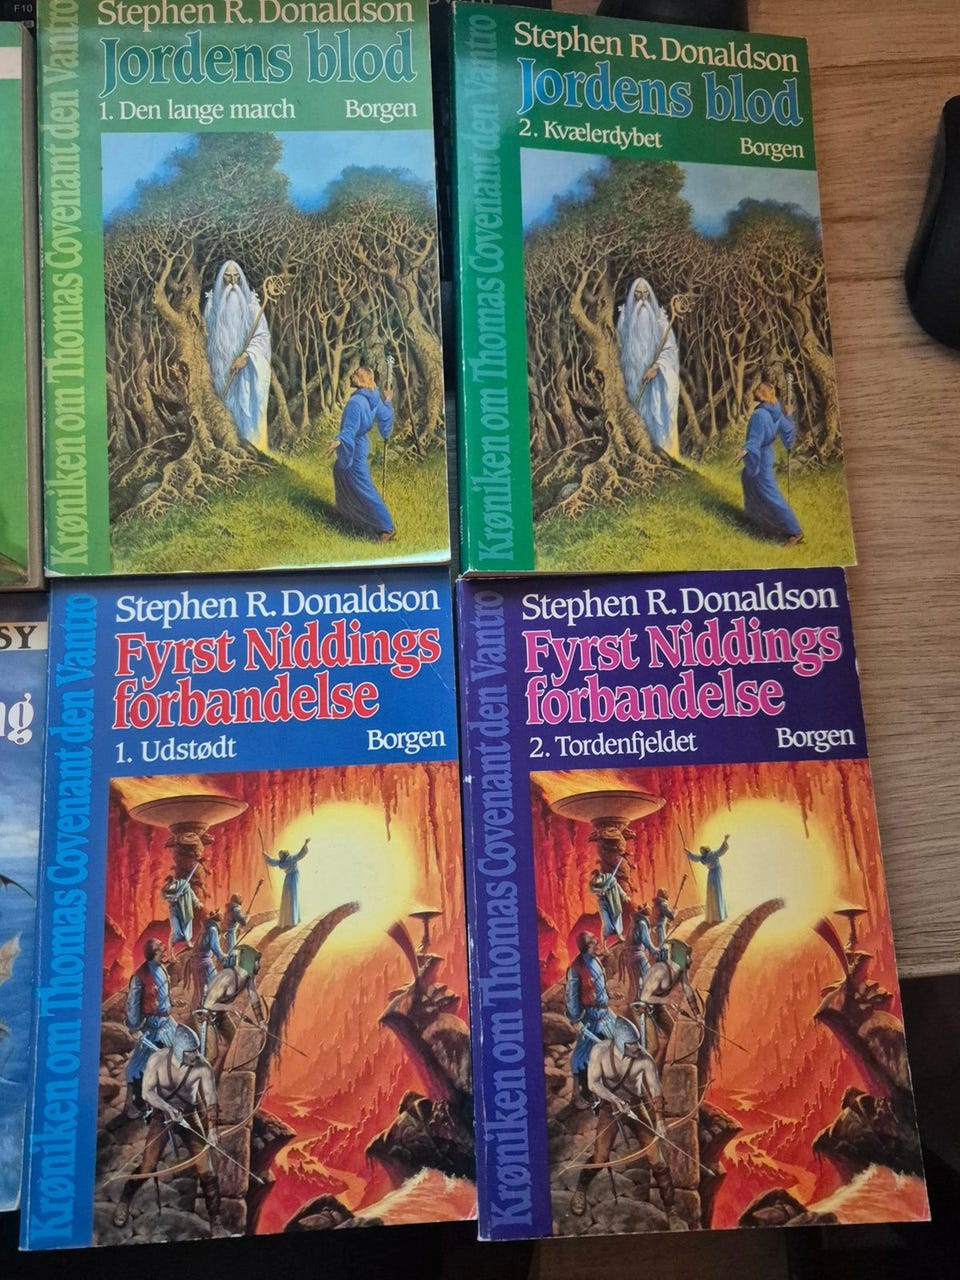 F10
Stephen R. Donaldson
Jordens blod
1. Den lange march Borgen
Krøniken om Thomas Covenant den Vantro
Stephen R. Donaldson
Jordens blod
2. Kvælerdybet Borgen
Krøniken om Thomas Covenant den Vantro
SY
Stephen R. Donaldson
Fyrst Niddings
forbandelse
1. Udstødt Borgen
Krøniken om Thomas Covenant den Vantro
Stephen R. Donaldson
Fyrst Niddings
forbandelse
2. Tordenfjeldet Borgen
Krøniken om Thomas Covenant den Vantro